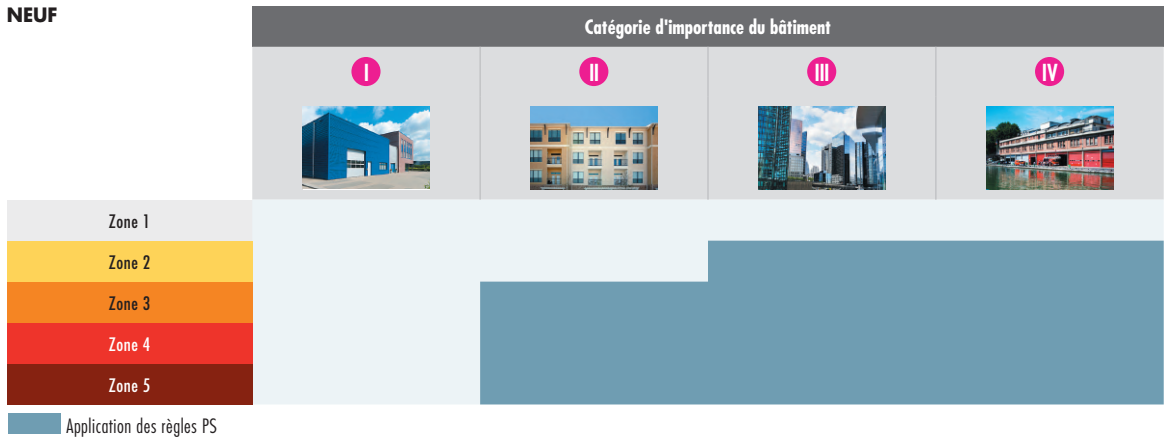 NEUF
Catégorie d'importance du bâtiment
I
II
III
IV
Zone 1
Zone 2
Zone 3
Zone 4
Zone 5
Application des règles PS